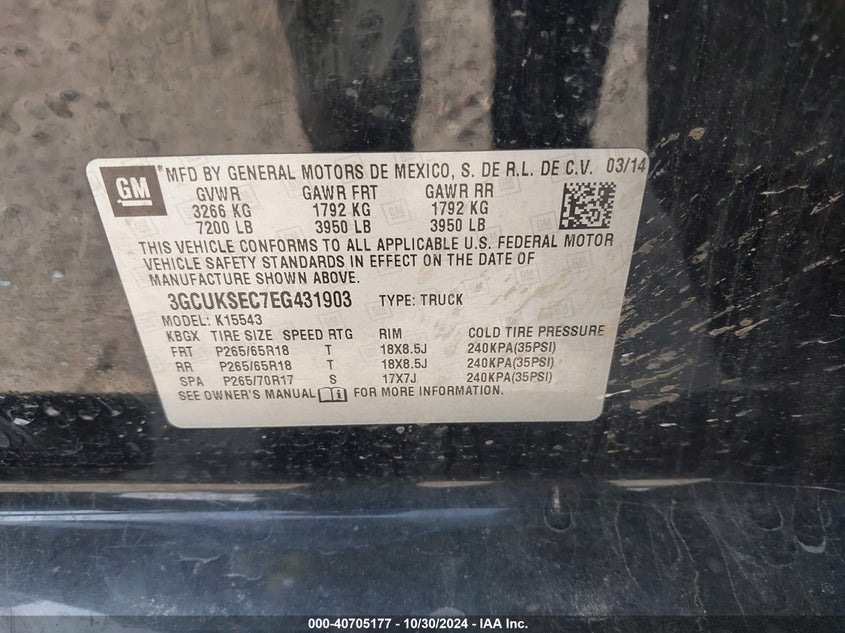 GM
*MFD BY GENERAL MOTORS DE MEXICO, S. DE R.L. DE C.V. 03/14
GVWR GAWR FRT GAWR RR
3266 KG 1792 KG 1792 KG
7200 LB 3950 LB 3950 LB
THIS VEHICLE CONFORMS TO ALL APPLICABLE U.S. FEDERAL MOTOR
VEHICLE SAFETY STANDARDS IN EFFECT ON THE DATE OF
MANUFACTURE SHOWN ABOVE.
3GCUKSEC7EG431903 TYPE: TRUCK
MODEL: K15543
KBGX TIRE SIZE SPEED RTG RIM COLD TIRE PRESSURE
FRT P265/65R18 T 18X8.5J 240KPA(35PSI)
RR P265/65R18 T 18X8.5J 240KPA(35PSI)
SPA P265/70R17 S 17X7J 240KPA(35PSI)
SEE OWNER'S MANUAL FOR MORE INFORMATION.
000-40705177 - 10/30/2024 - IAA Inc.